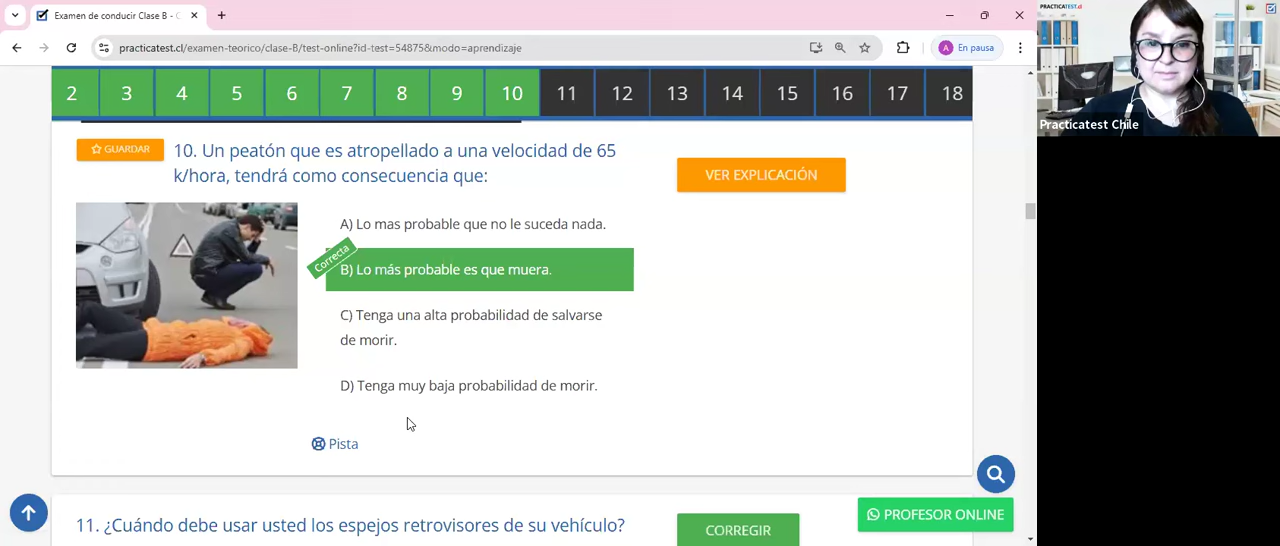 Examen de conducir Clase B - C
practicatest.cl/examen-teorico/clase-B/test-online?id-test=54875&modo=aprendizaje
A En pausa
2 3 4 5 6 7 8 9 10 11 12 13 14 15 16 17 18
GUARDAR
10. Un peatón que es atropellado a una velocidad de 65
k/hora, tendrá como consecuencia que:
VER EXPLICACIÓN
A) Lo mas probable que no le suceda nada.
Correcta
B) Lo más probable es que muera.
C) Tenga una alta probabilidad de salvarse
de morir.
D) Tenga muy baja probabilidad de morir.
Pista
11. ¿Cuándo debe usar usted los espejos retrovisores de su vehículo?
CORREGIR
PROFESOR ONLINE
PRACTICATEST.cl
Practicatest Chile